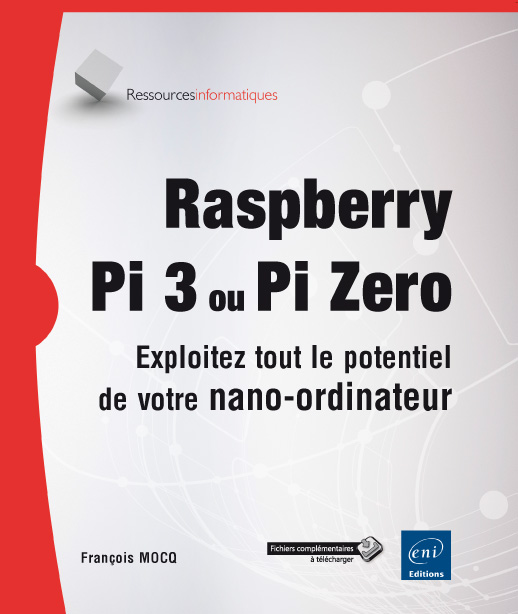 Ressourcesinformatiques
Raspberry
Pi 3 ou Pi Zero
Exploitez tout le potentiel
de votre nano-ordinateur
François MOCQ
Fichiers complémentaires
à télécharger
eni
Editions